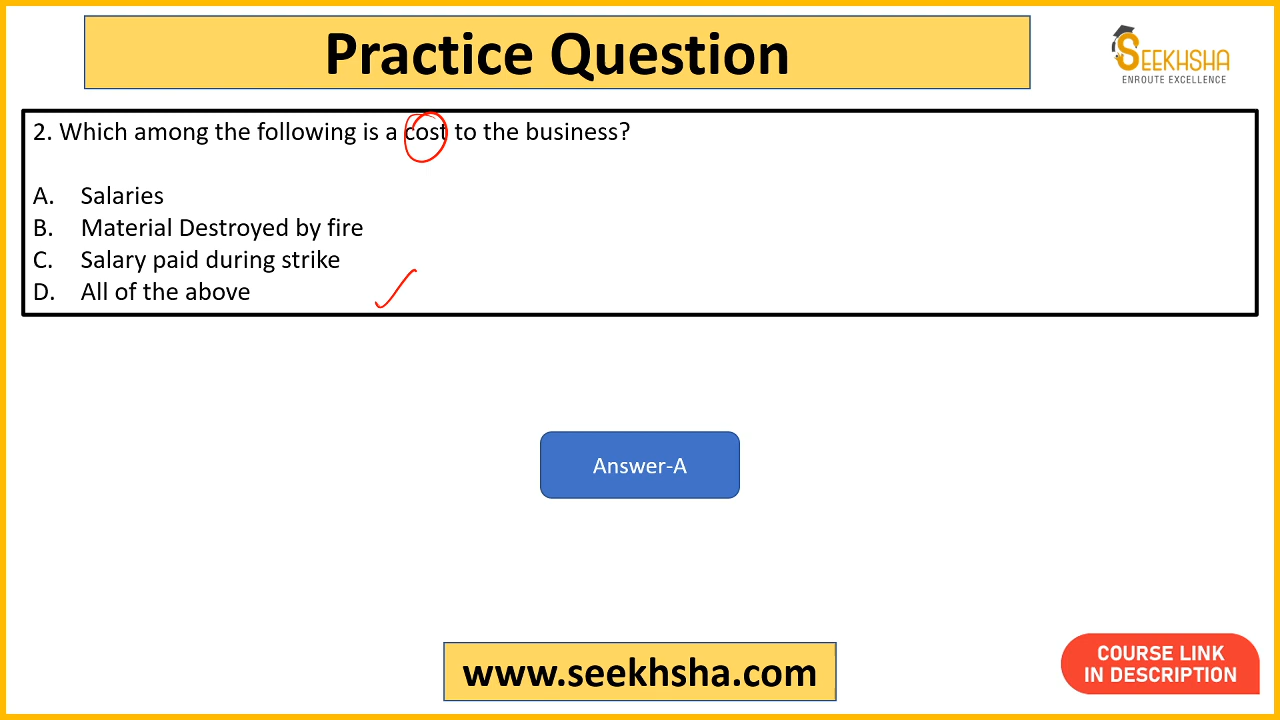 Practice Question
SEEKHSHA
ENROUTE EXCELLENCE
2. Which among the following is a cost to the business?
A. Salaries
B. Material Destroyed by fire
C. Salary paid during strike
D. All of the above
Answer-A
www.seekhsha.com
COURSE LINK
IN DESCRIPTION